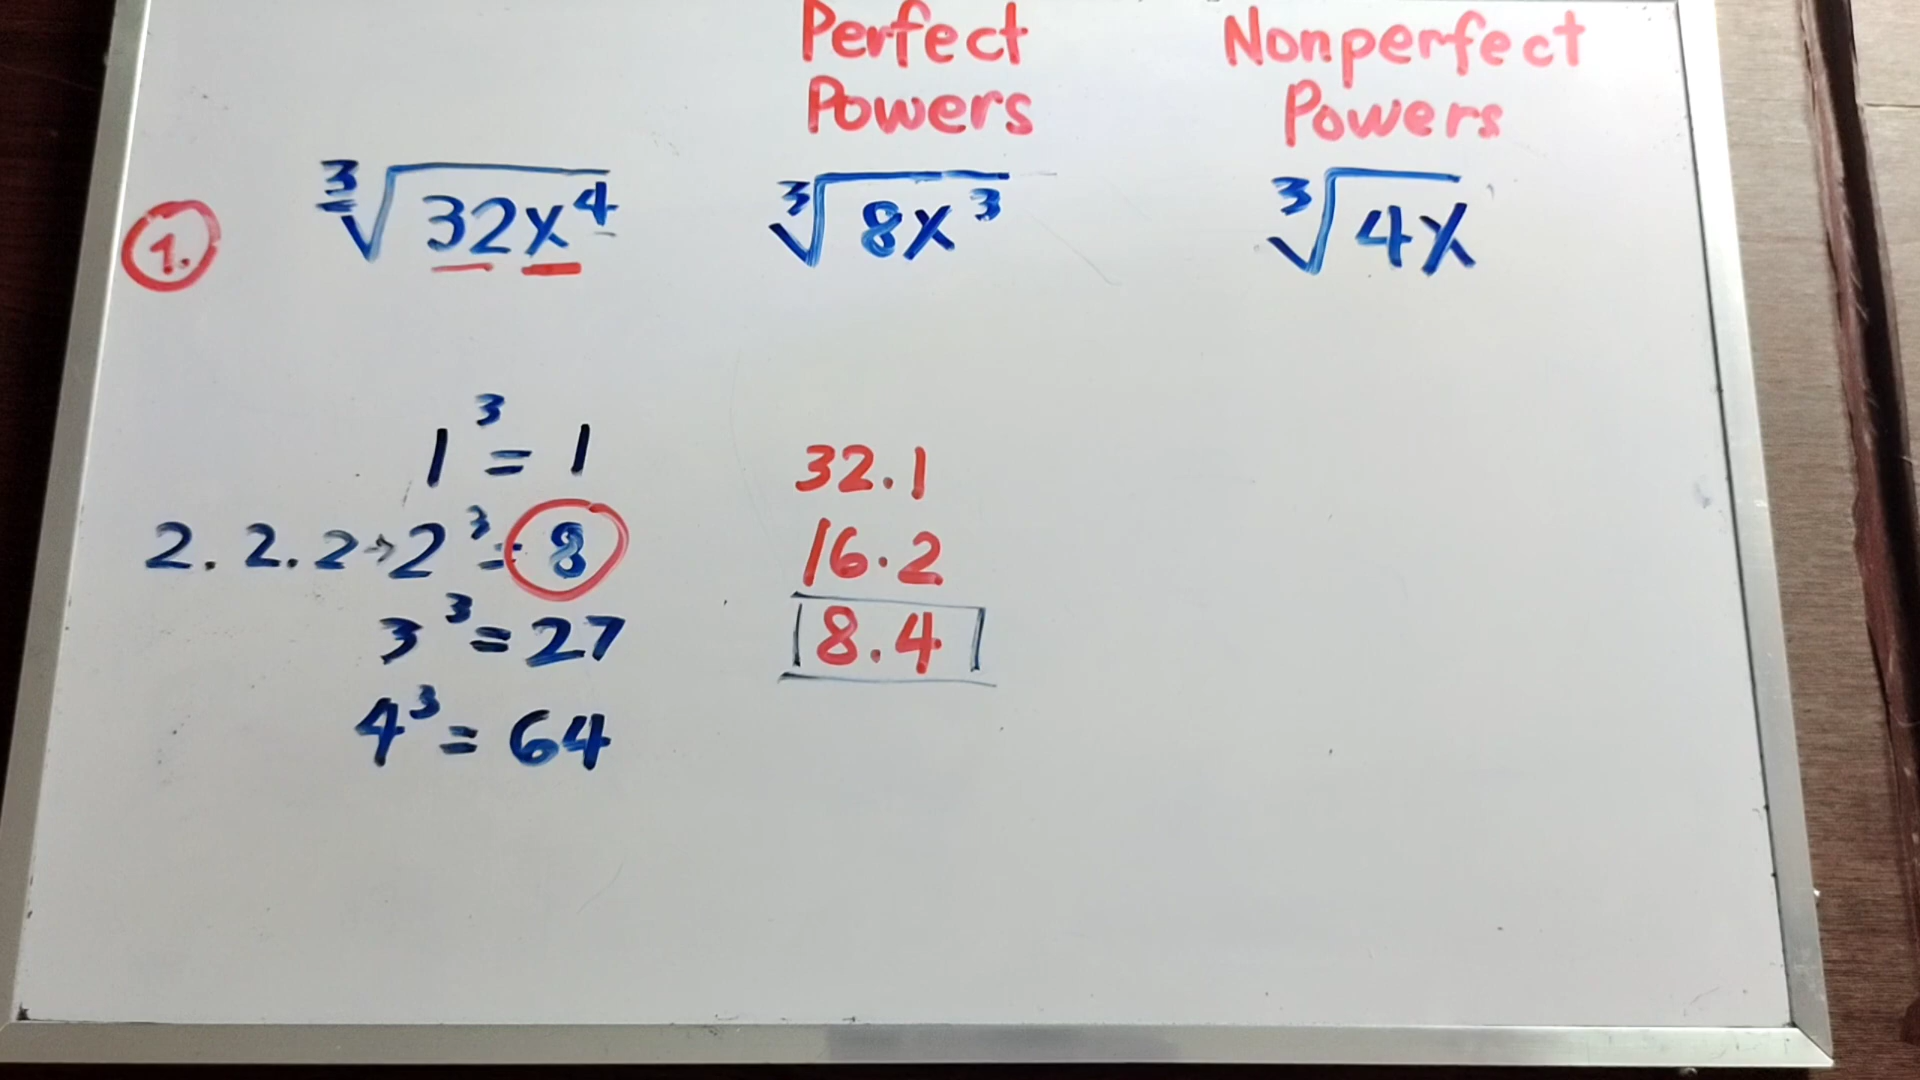 Perfect Powers
Nonperfect Powers
1. ∛32x⁴ ∛8x³ ∛4x
1³ = 1
2.2.2→2³ = 8
3³ = 27
4³ = 64
32.1
16.2
8.4